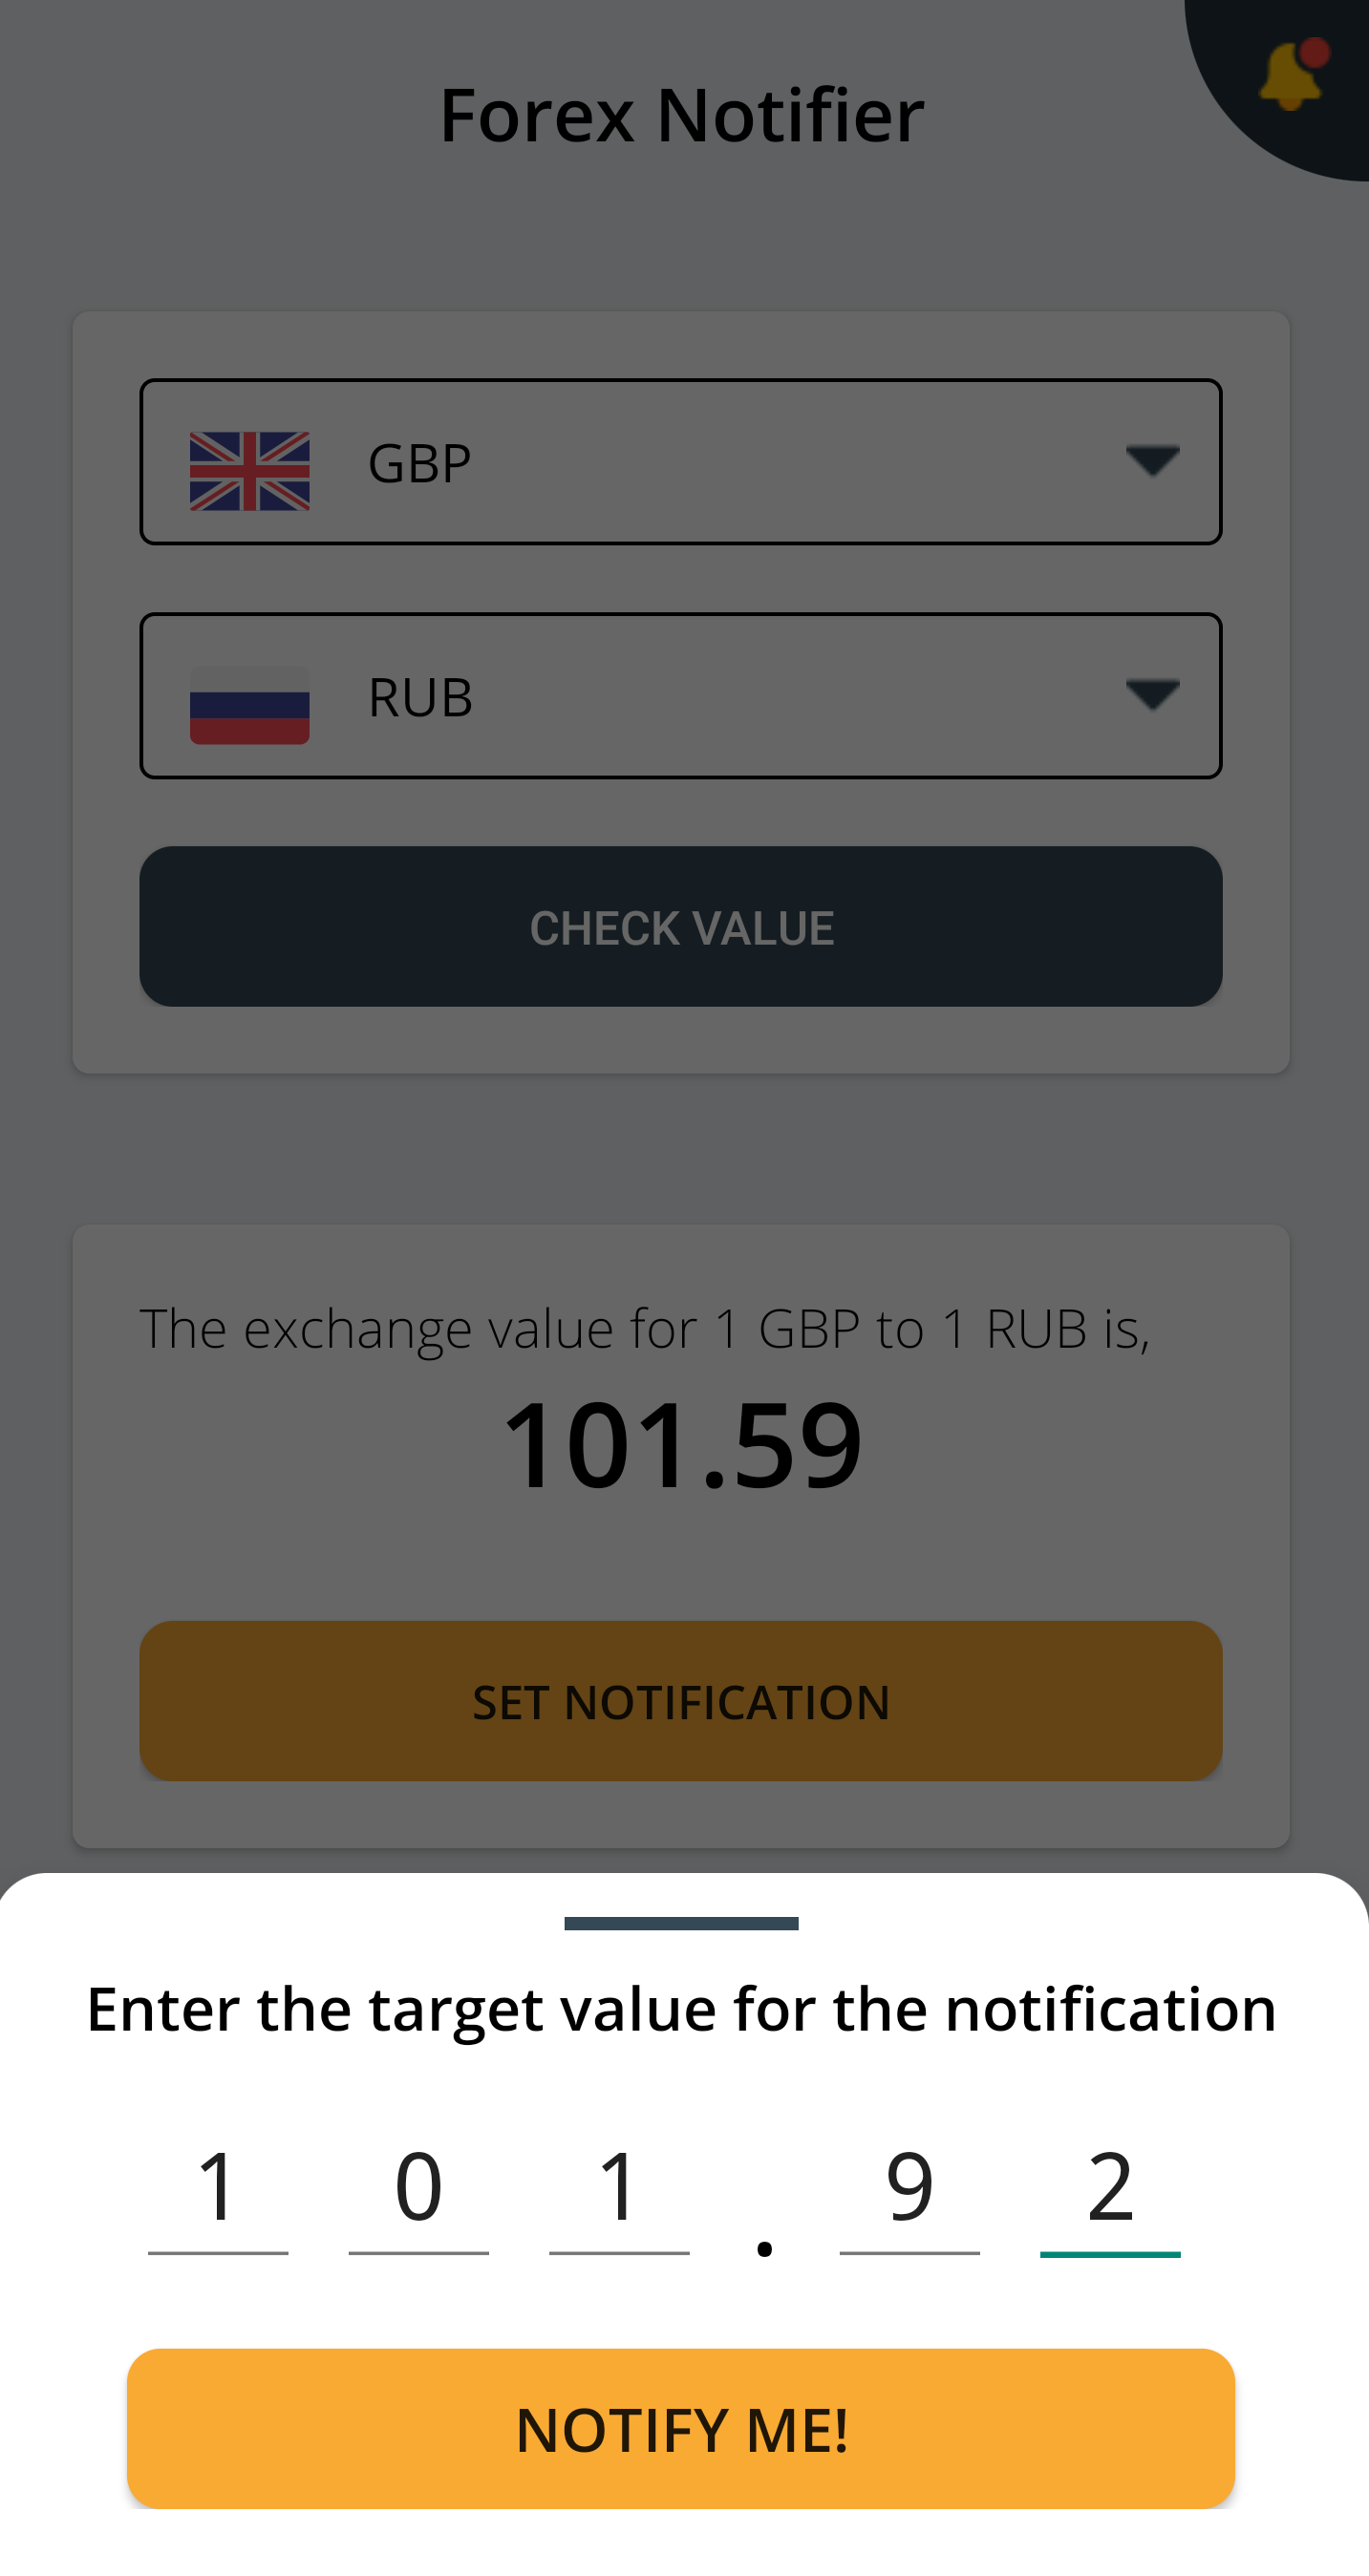 Forex Notifier
GBP
RUB
CHECK VALUE
The exchange value for 1 GBP to 1 RUB is,
101.59
SET NOTIFICATION
Enter the target value for the notification
1 0 1 . 9 2
NOTIFY ME!